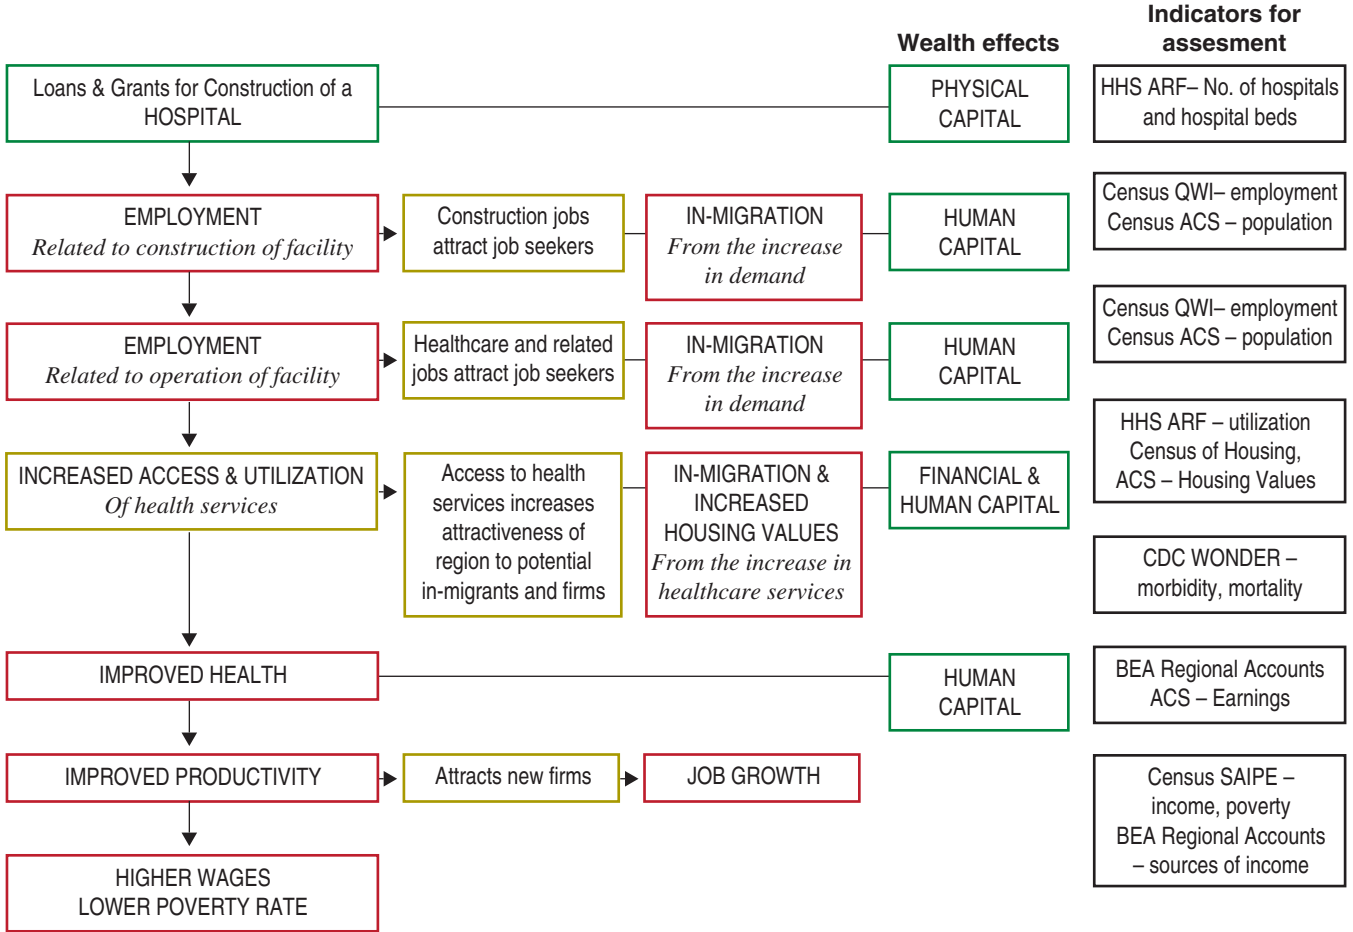 Wealth effects
Indicators for
assesment
Loans & Grants for Construction of a
HOSPITAL
PHYSICAL
CAPITAL
HHS ARF– No. of hospitals
and hospital beds
EMPLOYMENT
Related to construction of facility
Construction jobs
attract job seekers
IN-MIGRATION
From the increase
in demand
HUMAN
CAPITAL
Census QWI– employment
Census ACS – population
EMPLOYMENT
Related to operation of facility
Healthcare and related
jobs attract job seekers
IN-MIGRATION
From the increase
in demand
HUMAN
CAPITAL
Census QWI– employment
Census ACS – population
INCREASED ACCESS & UTILIZATION
Of health services
Access to health
services increases
attractiveness of
region to potential
in-migrants and firms
IN-MIGRATION &
INCREASED
HOUSING VALUES
From the increase in
healthcare services
FINANCIAL &
HUMAN CAPITAL
HHS ARF – utilization
Census of Housing,
ACS – Housing Values
CDC WONDER –
morbidity, mortality
IMPROVED HEALTH
HUMAN
CAPITAL
BEA Regional Accounts
ACS – Earnings
IMPROVED PRODUCTIVITY
Attracts new firms
JOB GROWTH
Census SAIPE –
income, poverty
BEA Regional Accounts
– sources of income
HIGHER WAGES
LOWER POVERTY RATE